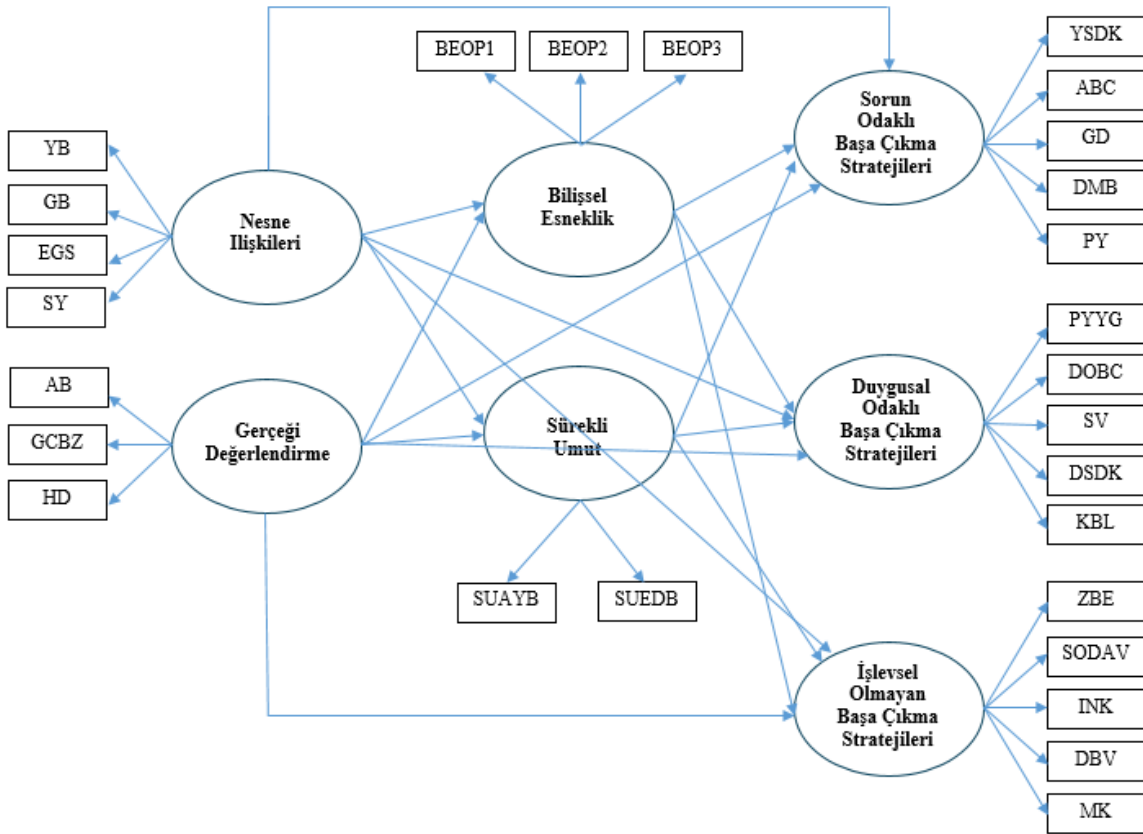 BEOP1
BEOP2
BEOP3
YB
GB
EGS
SY
Nesne
Ilişkileri
Bilişsel
Esneklik
Sorun
Odaklı
Başa Çıkma
Stratejileri
YSDK
ABC
GD
DMB
PY
AB
GCBZ
HD
Gerçeği
Değerlendirme
Sürekli
Umut
SUAYB
SUEDB
Duygusal
Odaklı
Başa Çıkma
Stratejileri
PYYG
DOBC
SV
DSDK
KBL
İşlevsel
Olmayan
Başa Çıkma
Stratejileri
ZBE
SODAV
INK
DBV
MK